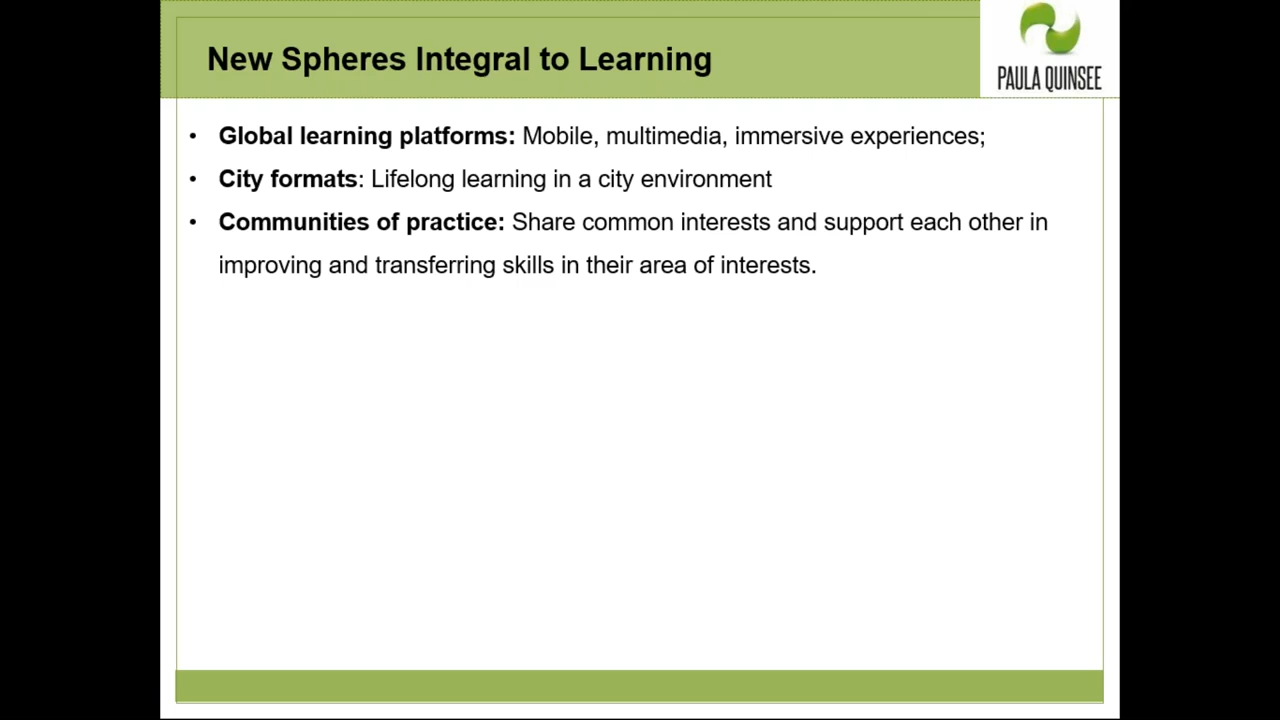 New Spheres Integral to Learning
PAULA QUINSEE
• Global learning platforms: Mobile, multimedia, immersive experiences;
• City formats: Lifelong learning in a city environment
• Communities of practice: Share common interests and support each other in
improving and transferring skills in their area of interests.